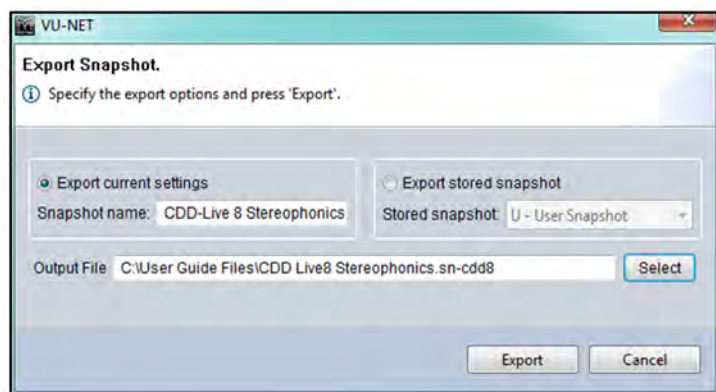 VU-NET
Export Snapshot.
Specify the export options and press 'Export'.
Export current settings
Export stored snapshot
Snapshot name: CDD-Live 8 Stereophonics
Stored snapshot: U - User Snapshot
Output File C:\User Guide Files\CDD Live8 Stereophonics.sn-cdd8 Select
Export Cancel